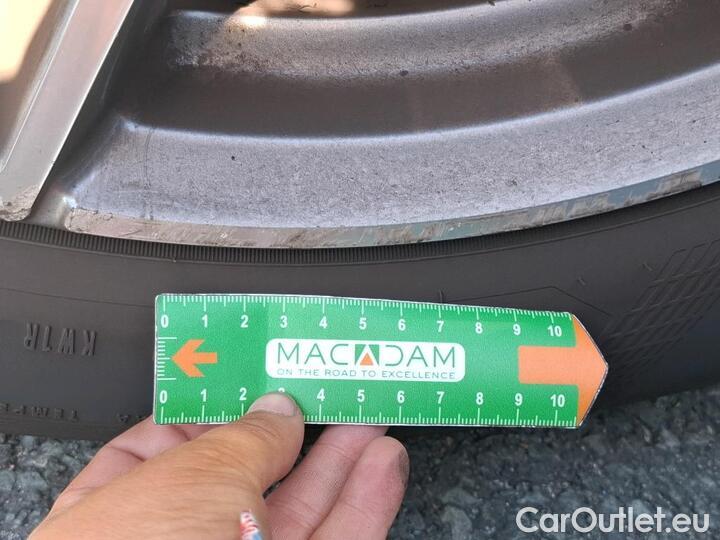 0 1 2 3 4 5 6 7 8 9 10
MACADAM
ON THE ROAD TO EXCELLENCE
0 1 2 3 4 5 6 7 8 9 10
KW1R
CarOutlet.eu